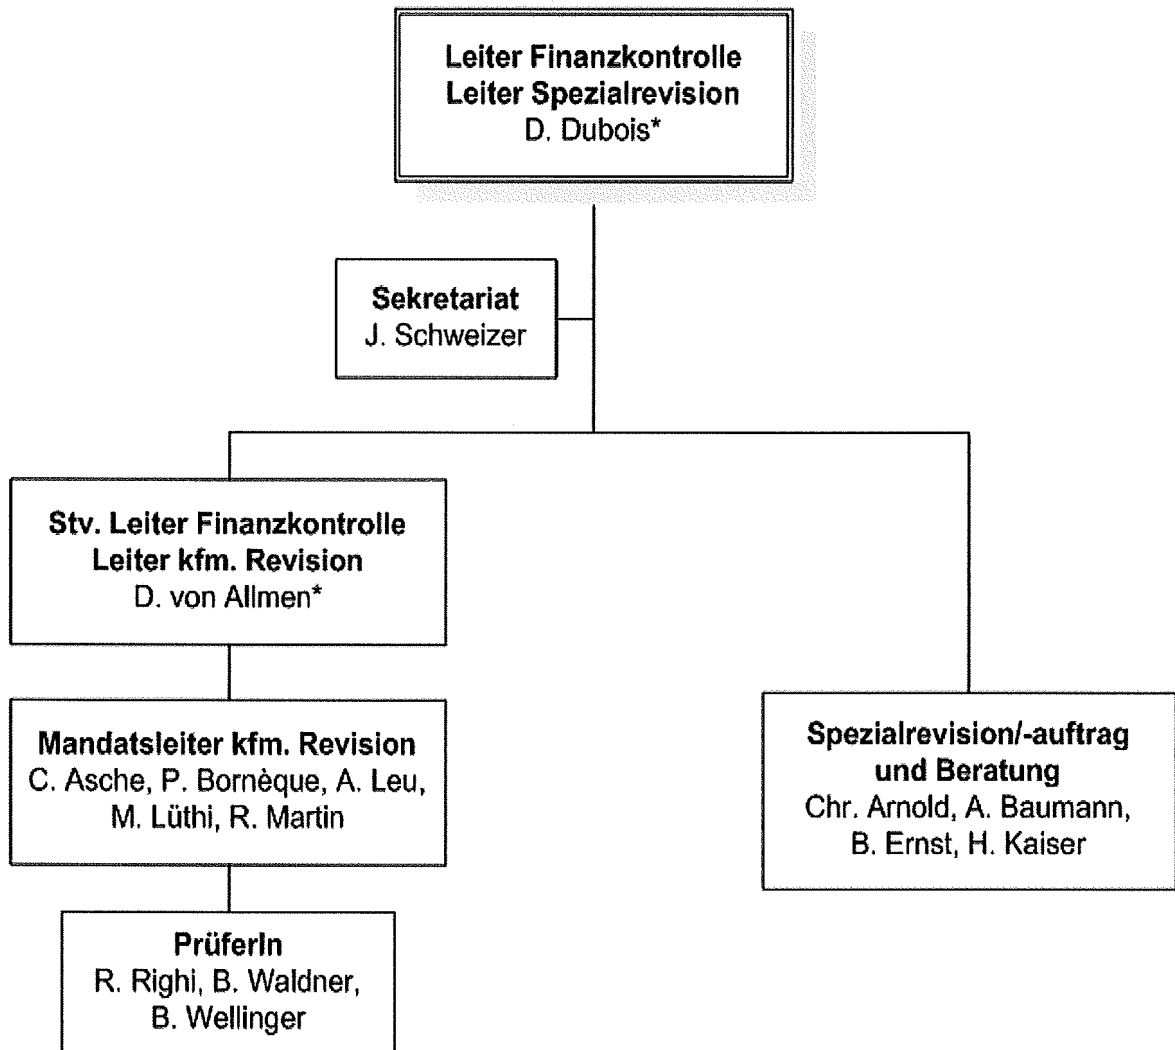 Leiter Finanzkontrolle
Leiter Spezialrevision
D. Dubois*
Sekretariat
J. Schweizer
Stv. Leiter Finanzkontrolle
Leiter kfm. Revision
D. von Allmen*
Mandatsleiter kfm. Revision
C. Asche, P. Bornèque, A. Leu,
M. Lüthi, R. Martin
Spezialrevision/-auftrag
und Beratung
Chr. Arnold, A. Baumann,
B. Ernst, H. Kaiser
PrüferIn
R. Righi, B. Waldner,
B. Wellinger